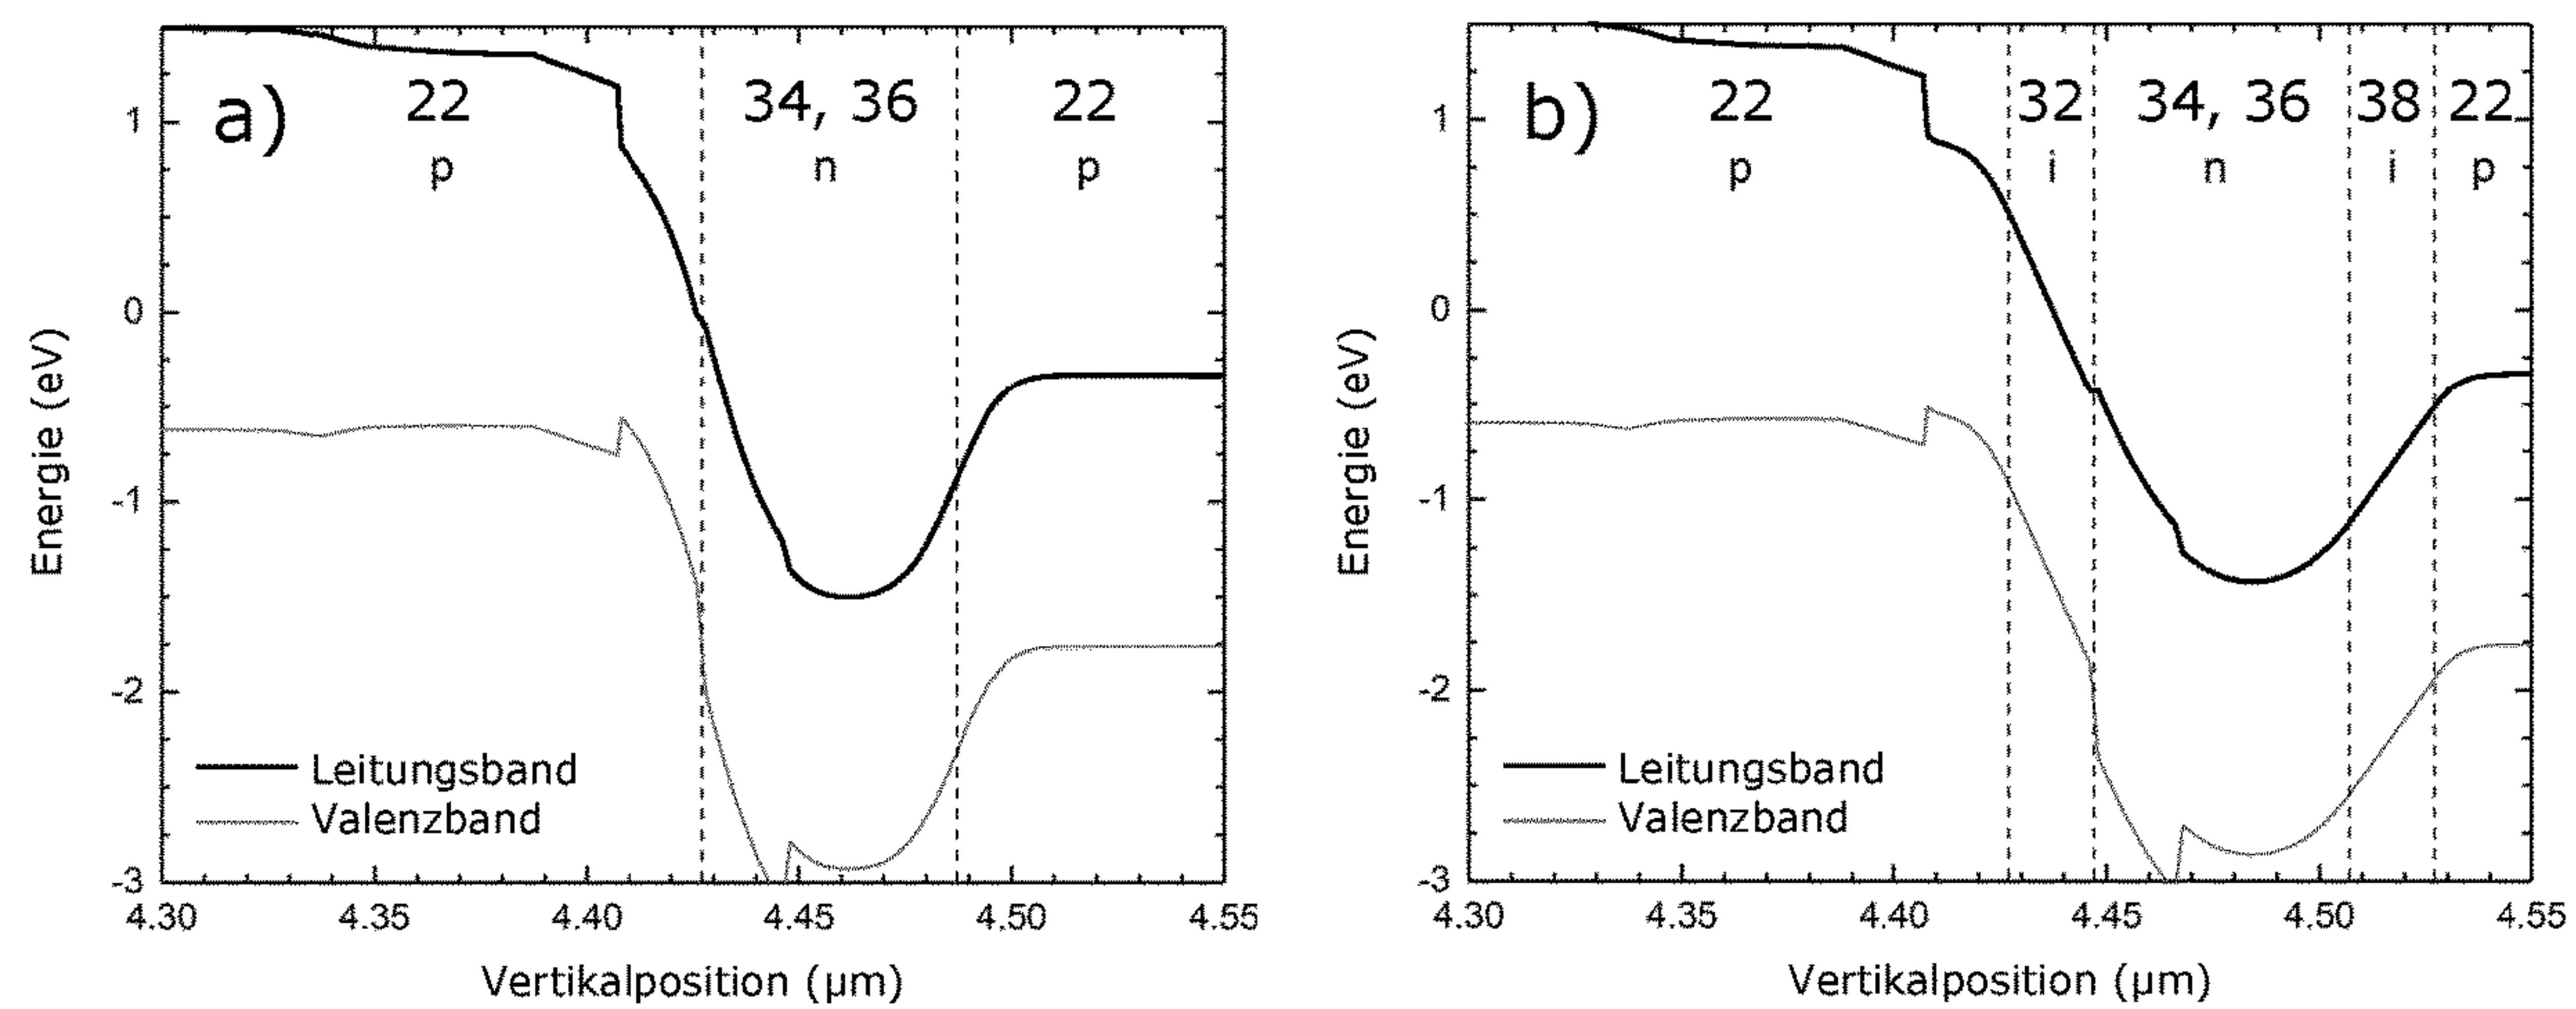 a)
22
34, 36
22
p
n
p
1
0
-1
-2
-3
Energie (eV)
Leitungsband
Valenzband
4.30
4.35
4.40
4.45
4.50
4.55
Vertikalposition (µm)
b)
22
32
34, 36
38
22
p
i
n
i
p
1
0
-1
-2
-3
Energie (eV)
Leitungsband
Valenzband
4.30
4.35
4.40
4.45
4.50
4.55
Vertikalposition (µm)